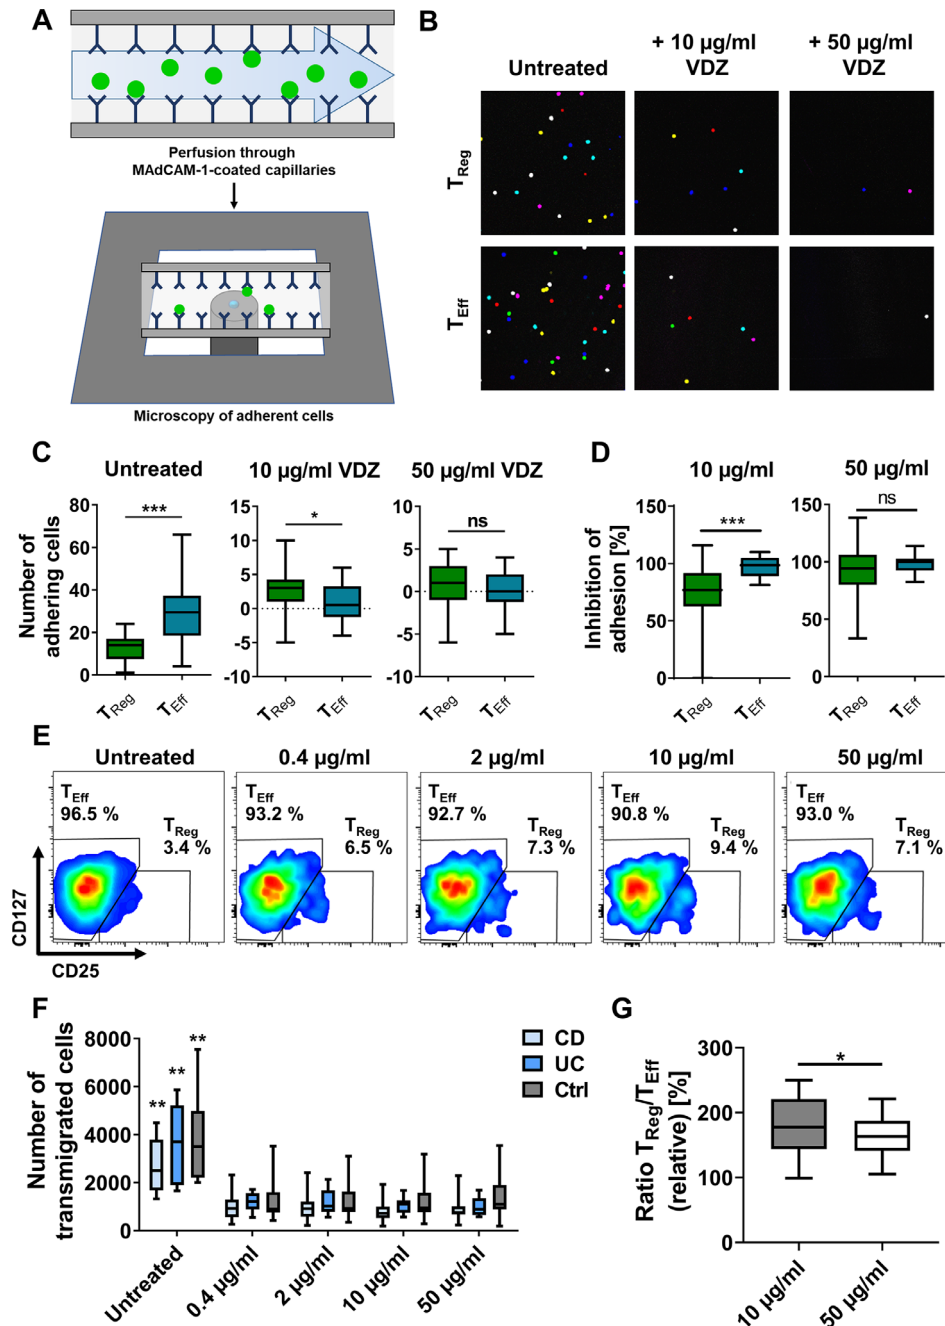 A
Perfusion through
MAdCAM-1-coated capillaries
Microscopy of adherent cells
B
Untreated
+ 10 µg/ml
VDZ
+ 50 µg/ml
VDZ
TReg
TEff
C
Untreated
10 µg/ml VDZ
50 µg/ml VDZ
Number of
adhering cells
80
60
40
20
0
***
TReg
TEff
15
10
5
0
-5
-10
*
TReg
TEff
10
5
0
-5
-10
ns
TReg
TEff
D
10 µg/ml
50 µg/ml
Inhibition of
adhesion [%]
150
100
50
0
***
TReg
TEff
150
100
50
0
ns
TReg
TEff
E
Untreated
0.4 µg/ml
2 µg/ml
10 µg/ml
50 µg/ml
TEff
96.5 %
TReg
3.4 %
TEff
93.2 %
TReg
6.5 %
TEff
92.7 %
TReg
7.3 %
TEff
90.8 %
TReg
9.4 %
TEff
93.0 %
TReg
7.1 %
CD127
CD25
F
Number of
transmigrated cells
8000
6000
4000
2000
0
**
**
**
CD
UC
Ctrl
Untreated
0.4 µg/ml
2 µg/ml
10 µg/ml
50 µg/ml
G
Ratio TReg/TEff
(relative) [%]
300
200
100
0
*
10 µg/ml
50 µg/ml